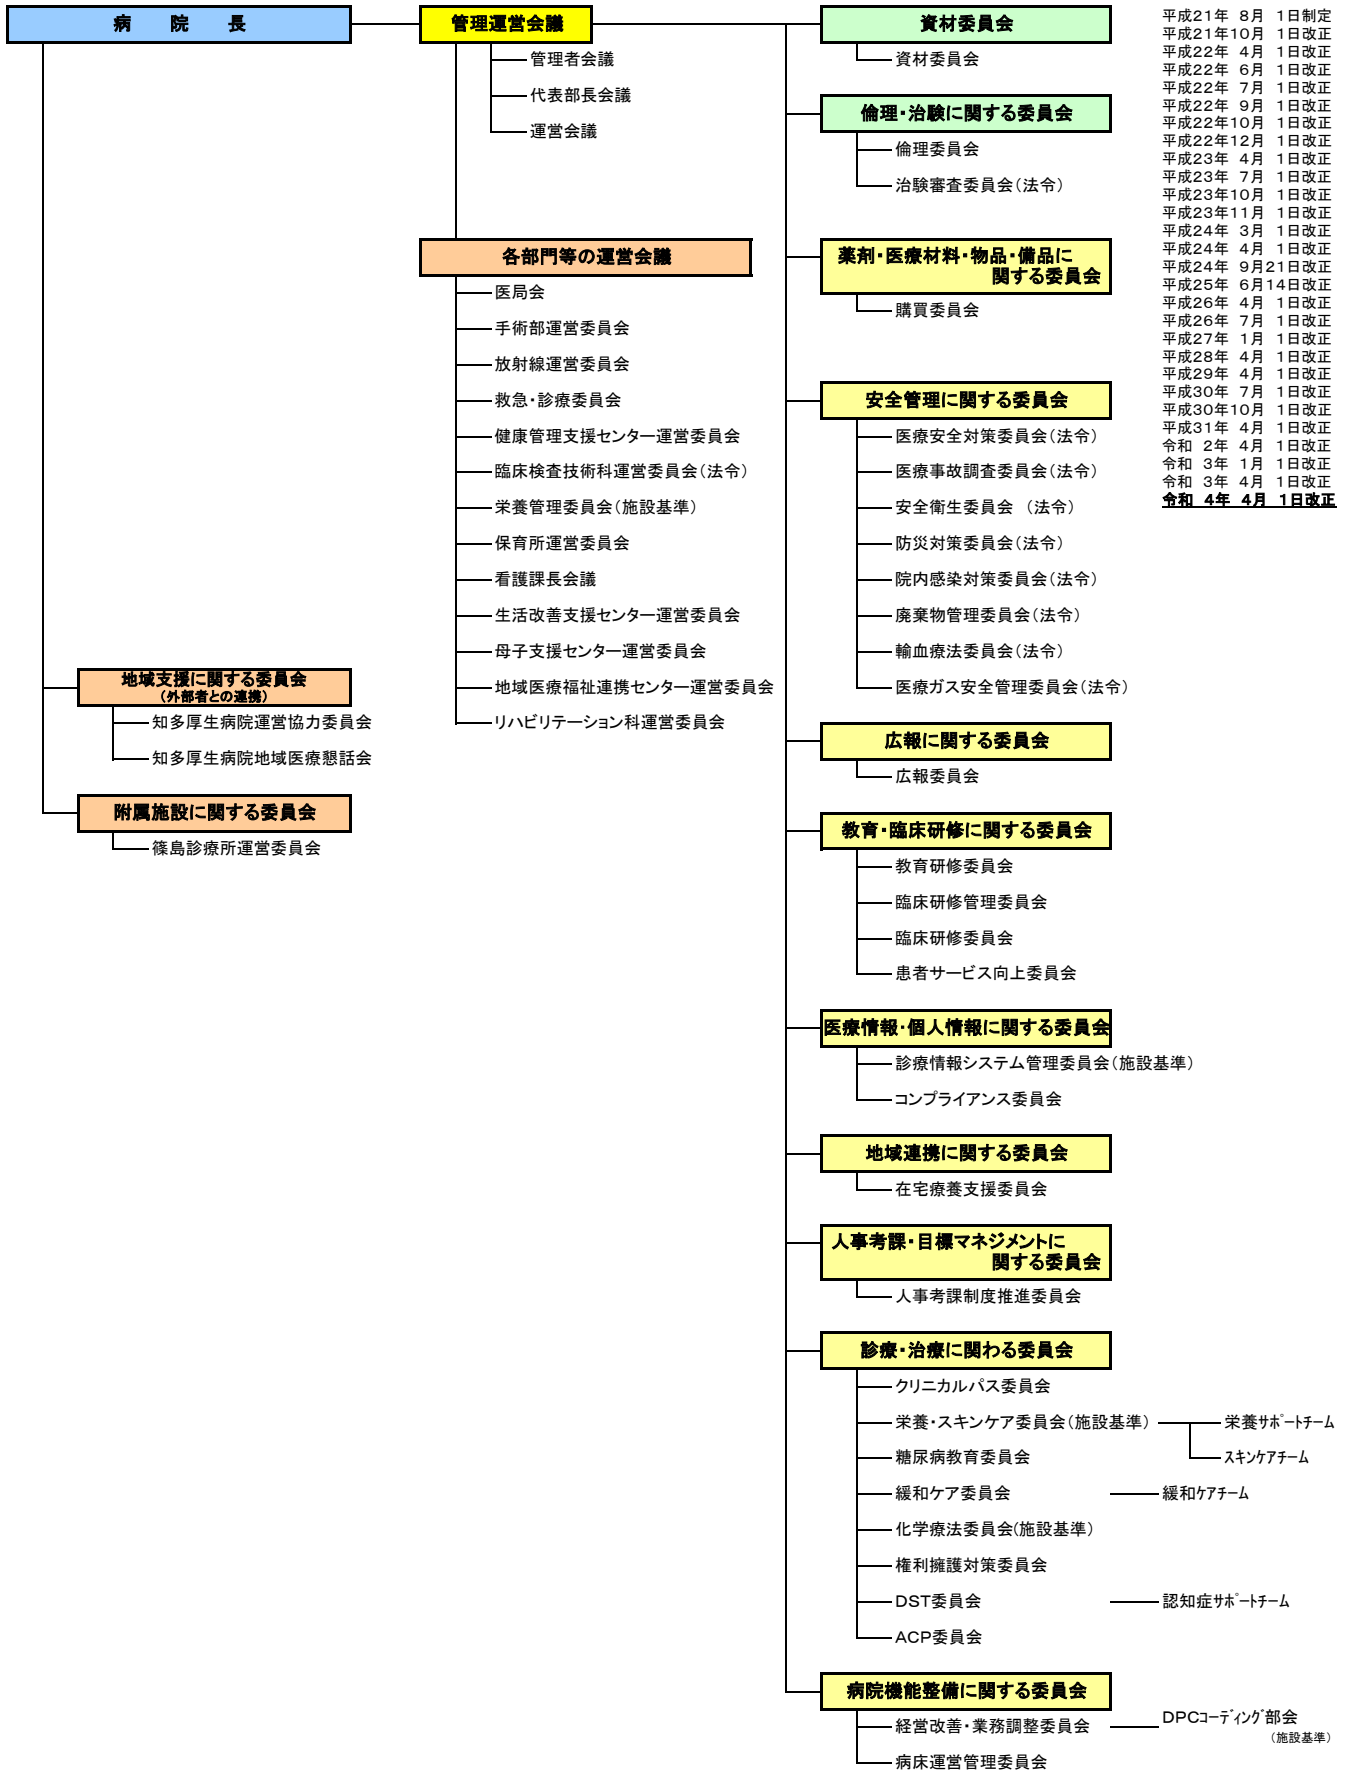 病　院　長
地域支援に関する委員会
（外部者との連携）
知多厚生病院運営協力委員会
知多厚生病院地域医療懇話会
附属施設に関する委員会
篠島診療所運営委員会
管理運営会議
管理者会議
代表部長会議
運営会議
各部門等の運営会議
医局会
手術部運営委員会
放射線運営委員会
救急・診療委員会
健康管理支援センター運営委員会
臨床検査技術科運営委員会（法令）
栄養管理委員会（施設基準）
保育所運営委員会
看護課長会議
生活改善支援センター運営委員会
母子支援センター運営委員会
地域医療福祉連携センター運営委員会
リハビリテーション科運営委員会
資材委員会
資材委員会
倫理・治験に関する委員会
倫理委員会
治験審査委員会（法令）
薬剤・医療材料・物品・備品に
関する委員会
購買委員会
安全管理に関する委員会
医療安全対策委員会（法令）
医療事故調査委員会（法令）
安全衛生委員会　（法令）
防災対策委員会（法令）
院内感染対策委員会（法令）
廃棄物管理委員会（法令）
輸血療法委員会（法令）
医療ガス安全管理委員会（法令）
広報に関する委員会
広報委員会
教育・臨床研修に関する委員会
教育研修委員会
臨床研修管理委員会
臨床研修委員会
患者サービス向上委員会
医療情報・個人情報に関する委員会
診療情報システム管理委員会（施設基準）
コンプライアンス委員会
地域連携に関する委員会
在宅療養支援委員会
人事考課・目標マネジメントに
関する委員会
人事考課制度推進委員会
診療・治療に関わる委員会
クリニカルパス委員会
栄養・スキンケア委員会（施設基準）
栄養ｻﾎﾟｰﾄﾁｰﾑ
ｽｷﾝｹｱﾁｰﾑ
糖尿病教育委員会
緩和ケア委員会
緩和ｹｱﾁｰﾑ
化学療法委員会（施設基準）
権利擁護対策委員会
DST委員会
認知症ｻﾎﾟｰﾄﾁｰﾑ
ACP委員会
病院機能整備に関する委員会
経営改善・業務調整委員会
DPCｺｰﾃﾞｨﾝｸﾞ部会
（施設基準）
病床運営管理委員会
平成21年　8月　1日制定
平成21年10月　1日改正
平成22年　4月　1日改正
平成22年　6月　1日改正
平成22年　7月　1日改正
平成22年　9月　1日改正
平成22年10月　1日改正
平成22年12月　1日改正
平成23年　4月　1日改正
平成23年　7月　1日改正
平成23年10月　1日改正
平成23年11月　1日改正
平成24年　3月　1日改正
平成24年　4月　1日改正
平成24年　9月21日改正
平成25年　6月14日改正
平成26年　4月　1日改正
平成26年　7月　1日改正
平成27年　1月　1日改正
平成28年　4月　1日改正
平成29年　4月　1日改正
平成30年　7月　1日改正
平成30年10月　1日改正
平成31年　4月　1日改正
令和　2年　4月　1日改正
令和　3年　1月　1日改正
令和　3年　4月　1日改正
令和　4年　4月　1日改正